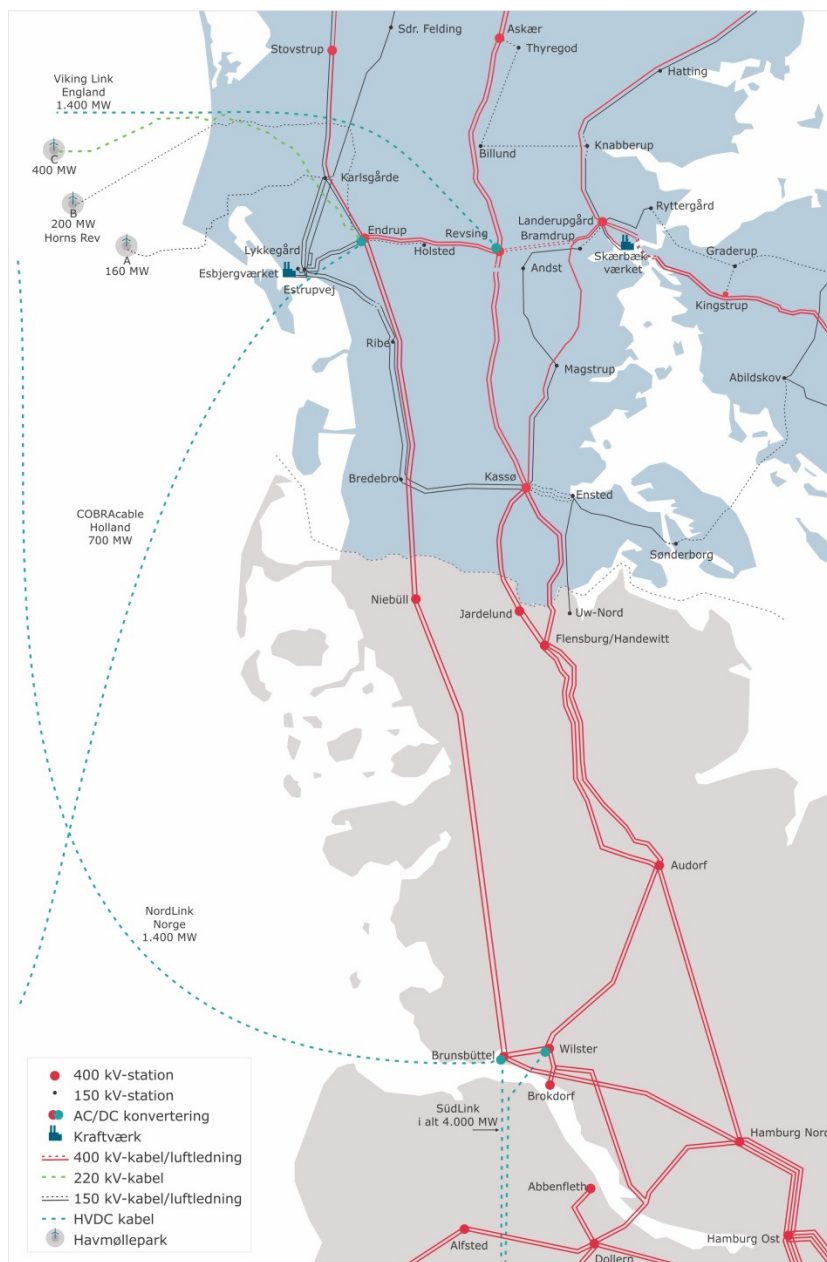 Sdr. Felding
Askær
Stovstrup
Thyregod
Viking Link
England
1.400 MW
Hatting
C
400 MW
Billund
Knabberup
Karlsgårde
B
200 MW
Horns Rev
Ryttergård
Landerupgård
Bramdrup
Endrup
Revsing
A
160 MW
Lykkegård
Holsted
Skærbæk
værket
Graderup
Esbjergværket
Andst
Estrupvej
Kingstrup
Ribe
Magstrup
Abildskov
Bredebro
Kassø
Ensted
COBRAcable
Holland
700 MW
Sønderborg
Niebüll
Jardelund
Uw-Nord
Flensburg/Handewitt
Audorf
NordLink
Norge
1.400 MW
Brunsbüttel
Wilster
Brokdorf
SüdLink
i alt 4.000 MW
Hamburg Nord
Abbenfleth
Alfsted
Dollern
Hamburg Ost
400 kV-station
150 kV-station
AC/DC konvertering
Kraftværk
400 kV-kabel/luftledning
220 kV-kabel
150 kV-kabel/luftledning
HVDC kabel
Havmøllepark